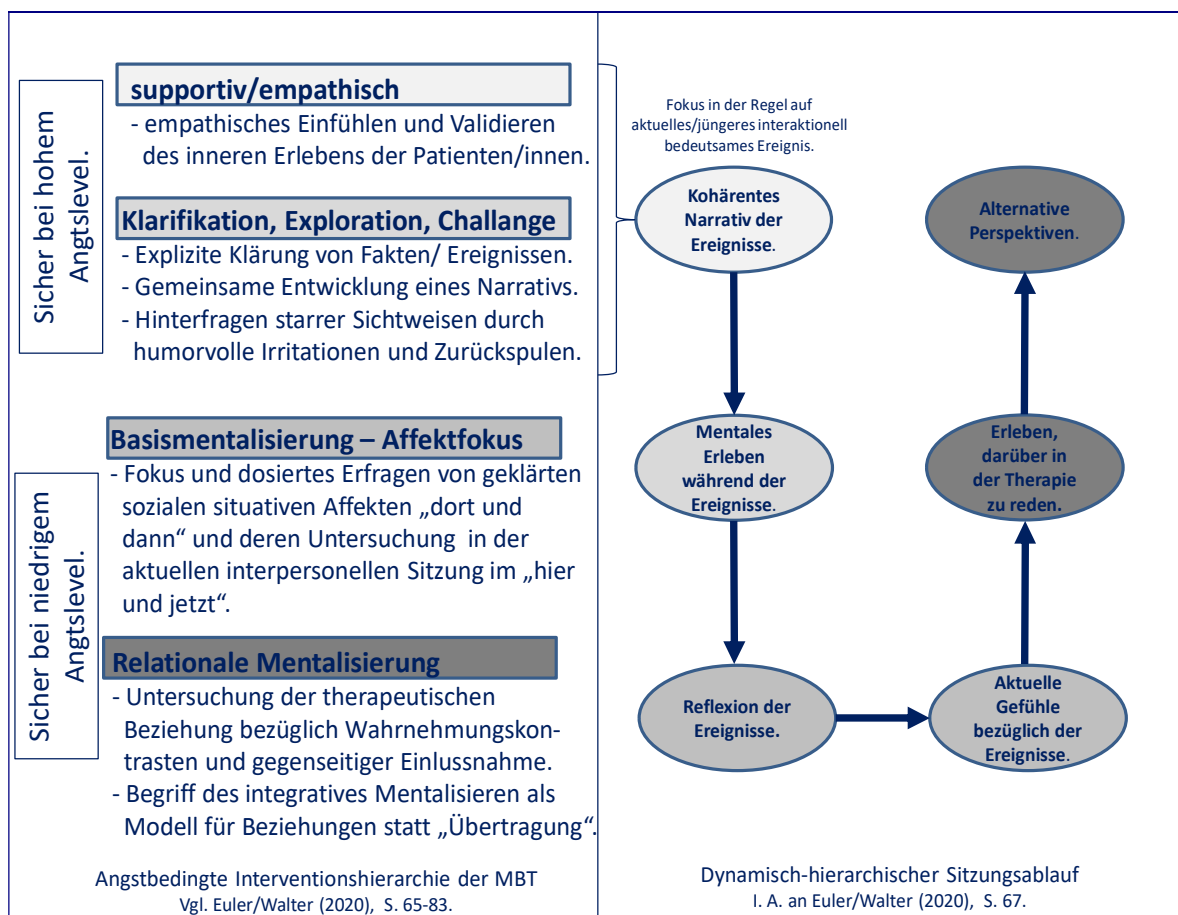 Sicher bei hohem
Angtslevel.
supportiv/empathisch
- empathisches Einfühlen und Validieren
des inneren Erlebens der Patienten/innen.
Klarifikation, Exploration, Challange
- Explizite Klärung von Fakten/ Ereignissen.
- Gemeinsame Entwicklung eines Narrativs.
- Hinterfragen starrer Sichtweisen durch
humorvolle Irritationen und Zurückspulen.
Sicher bei niedrigem
Angtslevel.
Basismentalisierung – Affektfokus
- Fokus und dosiertes Erfragen von geklärten
sozialen situativen Affekten „dort und
dann“ und deren Untersuchung in der
aktuellen interpersonellen Sitzung im „hier
und jetzt“.
Relationale Mentalisierung
- Untersuchung der therapeutischen
Beziehung bezüglich Wahrnehmungskon-
trasten und gegenseitiger Einlussnahme.
- Begriff des integratives Mentalisieren als
Modell für Beziehungen statt „Übertragung“.
Angstbedingte Interventionshierarchie der MBT
Vgl. Euler/Walter (2020), S. 65-83.
Fokus in der Regel auf
aktuelles/jüngeres interaktionell
bedeutsames Ereignis.
Kohärentes
Narrativ der
Ereignisse.
Mentales
Erleben
während der
Ereignisse.
Reflexion der
Ereignisse.
Aktuelle
Gefühle
bezüglich der
Ereignisse.
Erleben,
darüber in
der Therapie
zu reden.
Alternative
Perspektiven.
Dynamisch-hierarchischer Sitzungsablauf
I. A. an Euler/Walter (2020), S. 67.